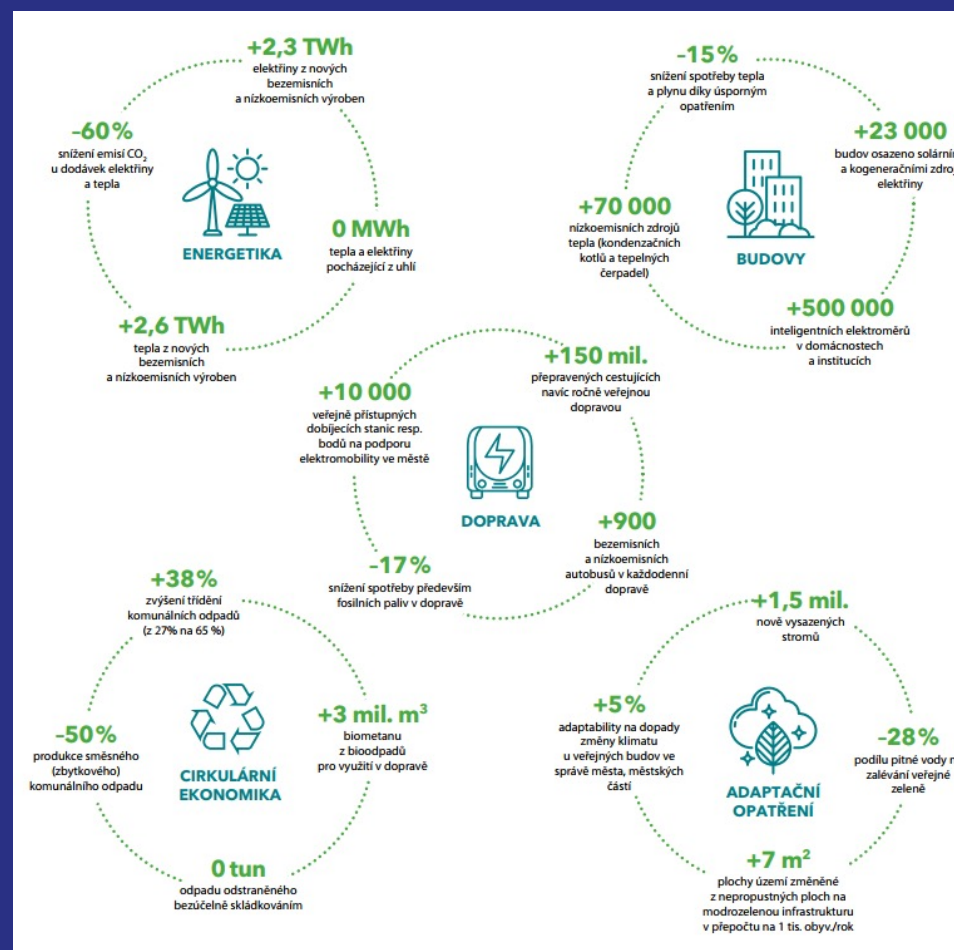 +2,3 TWh
elektřiny z nových
bezemisních
a nízkoemisních výroben
-60 %
snížení emisí CO₂
u dodávek elektřiny
a tepla
ENERGETIKA
0 MWh
tepla a elektřiny
pocházející z uhlí
+2,6 TWh
tepla z nových
bezemisních
a nízkoemisních výroben
-15 %
snížení spotřeby tepla
a plynu díky úsporným
opatřením
+23 000
budov osazeno solárním
a kogeneračními zdroj
elektřiny
+70 000
nízkoemisních zdrojů
tepla (kondenzačních
kotlů a tepelných
čerpadel)
BUDOVY
+500 000
inteligentních elektroměrů
v domácnostech
a institucích
+150 mil.
přepravených cestujících
navíc ročně veřejnou
dopravou
+10 000
veřejně přístupných
dobíjecích stanic resp.
bodů na podporu
elektromobility ve městě
DOPRAVA
+900
bezemisních
a nízkoemisních
autobusů v každodenní
dopravě
-17 %
snížení spotřeby především
fosilních paliv v dopravě
+38 %
zvýšení třídění
komunálních odpadů
(z 27% na 65 %)
-50 %
produkce směsného
(zbytkového)
komunálního odpadu
CIRKULÁRNÍ
EKONOMIKA
+3 mil. m³
biometanu
z bioodpadů
pro využití v dopravě
0 tun
odpadu odstraněného
bezúčelně skládkováním
+1,5 mil.
nově vysazených
stromů
+5 %
adaptability na dopady
změny klimatu
u veřejných budov ve
správě města, městských
částí
ADAPTAČNÍ
OPATŘENÍ
-28 %
podílu pitné vody n
zalévání veřejné
zeleně
+7 m²
plochy území změněné
z nepropustných ploch na
modrozelenou infrastrukturu
v přepočtu na 1 tis. obyv./rok